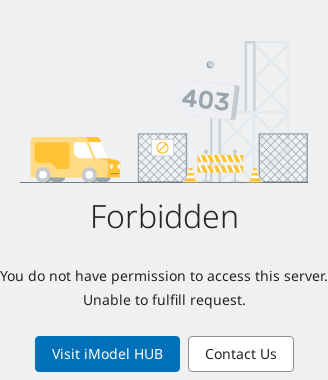 403
Forbidden
You do not have permission to access this server.
Unable to fulfill request.
Visit iModel HUB
Contact Us